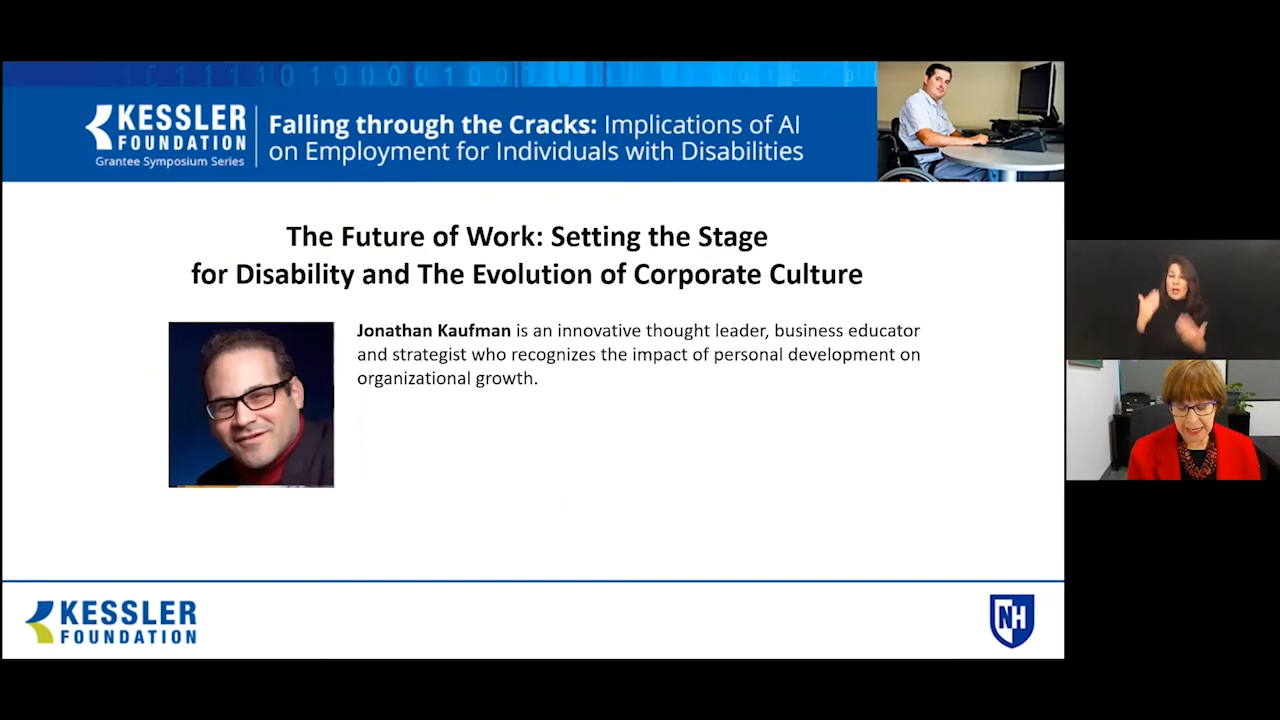 KESSLER
FOUNDATION
Grantee Symposium Series
Falling through the Cracks: Implications of AI
on Employment for Individuals with Disabilities
The Future of Work: Setting the Stage
for Disability and The Evolution of Corporate Culture
Jonathan Kaufman is an innovative thought leader, business educator
and strategist who recognizes the impact of personal development on
organizational growth.
KESSLER
FOUNDATION
NH